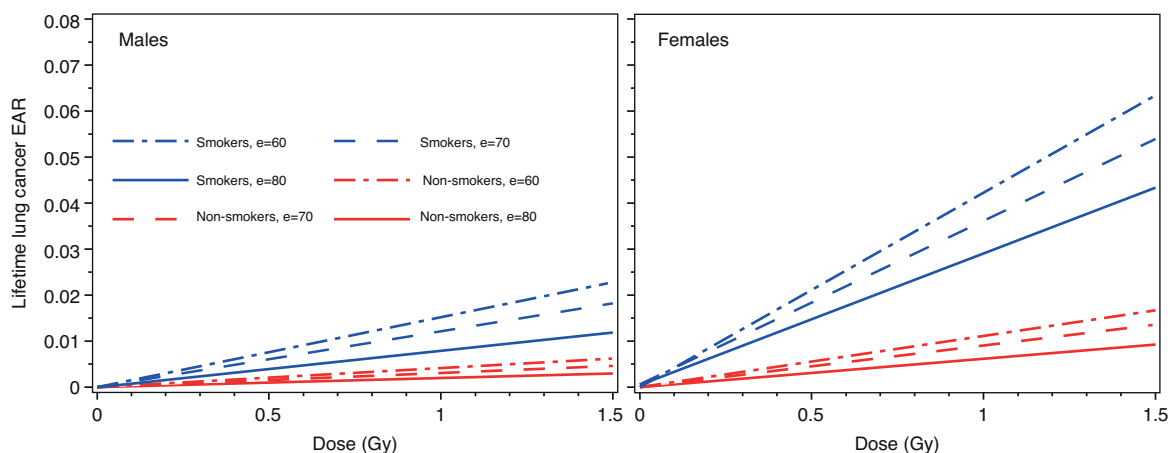 Males
Females
Lifetime lung cancer EAR
0.08
0.07
0.06
0.05
0.04
0.03
0.02
0.01
0
Smokers, e=60
Smokers, e=70
Smokers, e=80
Non-smokers, e=60
Non-smokers, e=70
Non-smokers, e=80
0 0.5 1 1.5
0 0.5 1 1.5
Dose (Gy)
Dose (Gy)